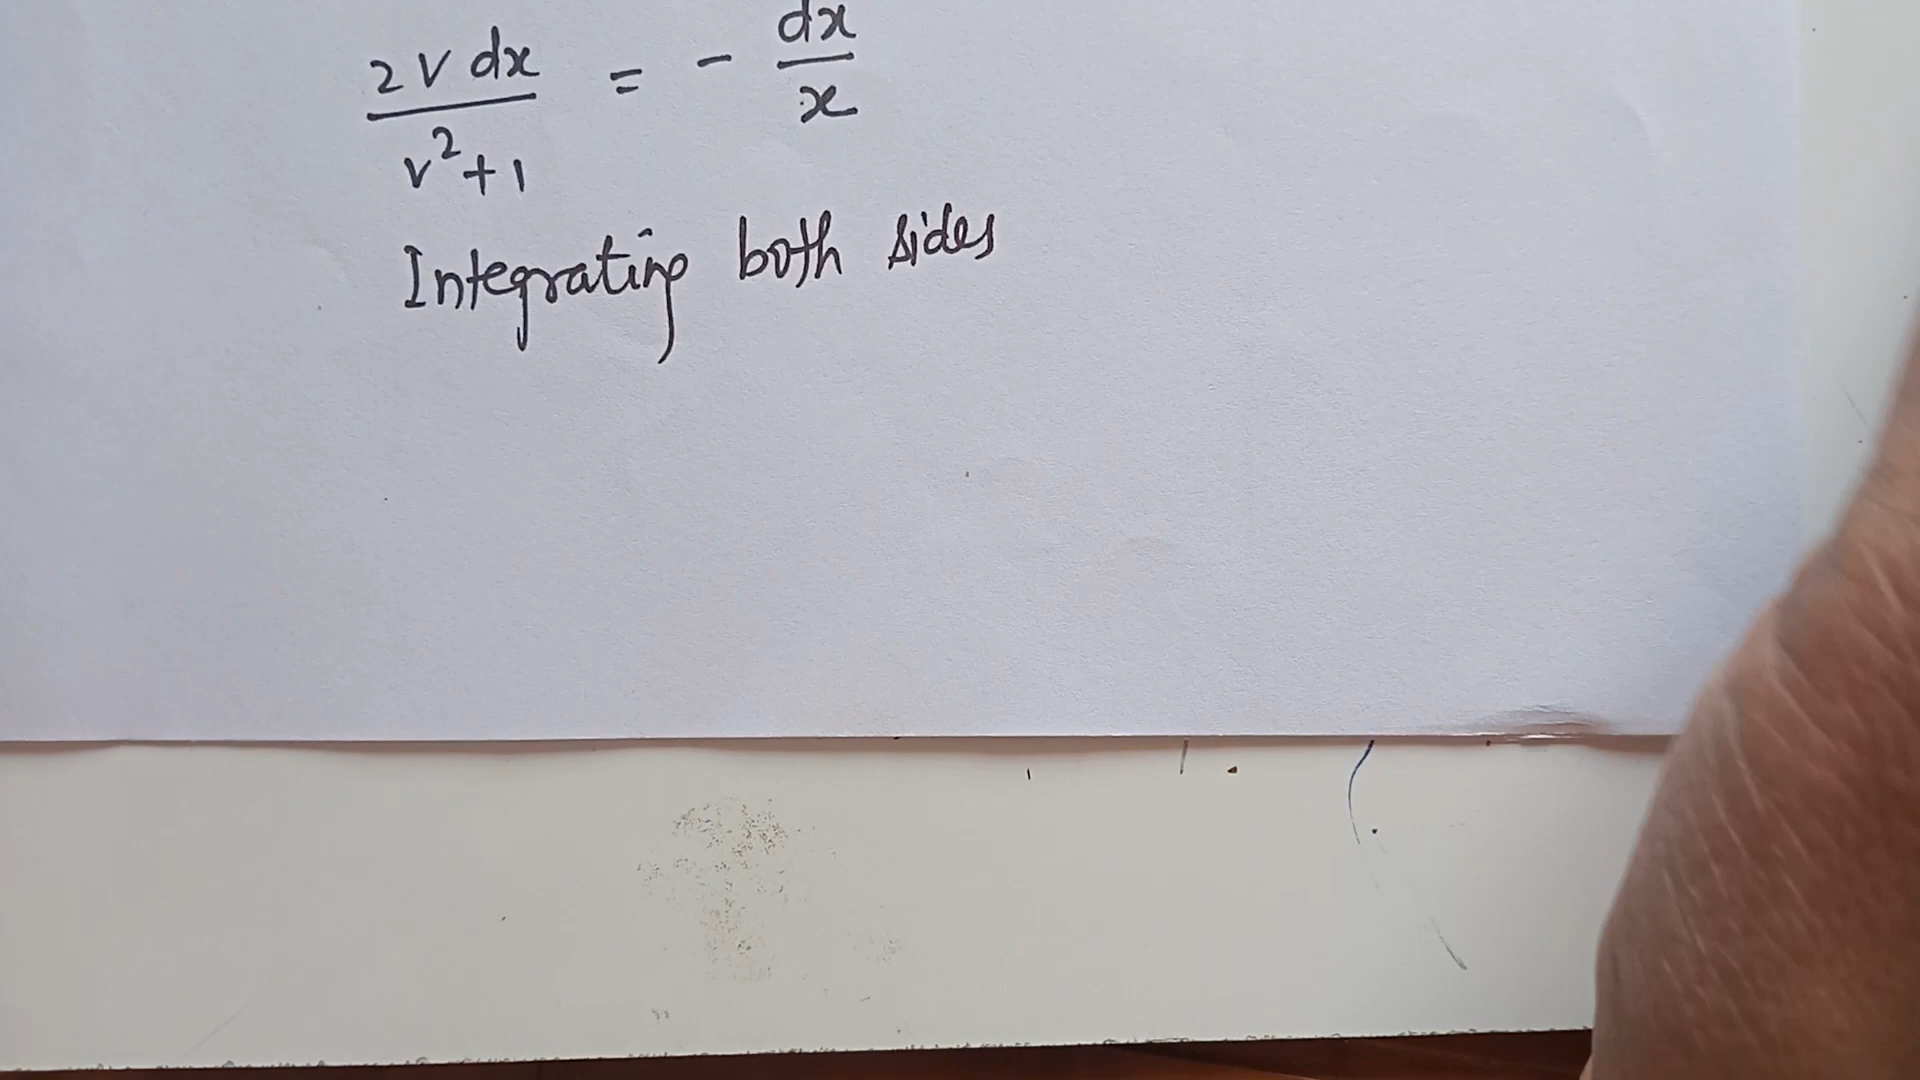 2v dx / v²+1 = - dx / x
Integrating both sides